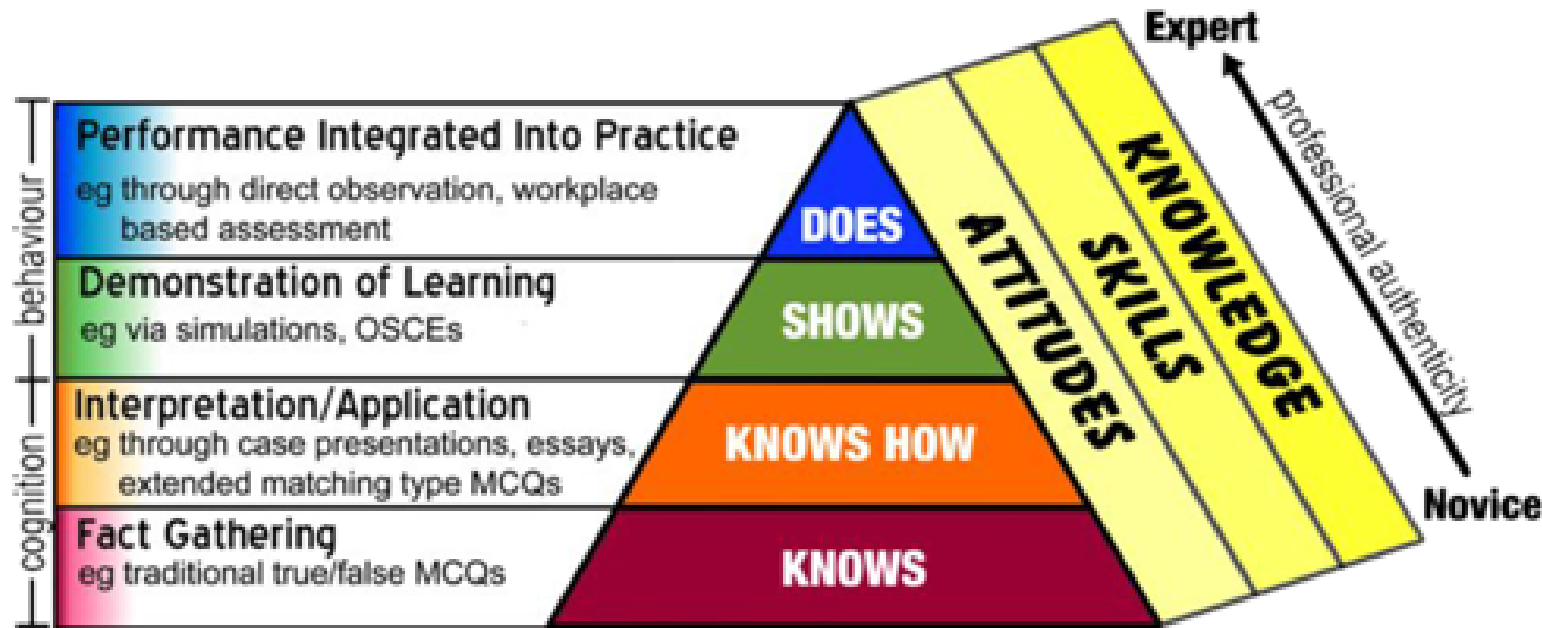 Expert
professional authenticity
Novice
behaviour
cognition
Performance Integrated Into Practice
eg through direct observation, workplace
based assessment
DOES
Demonstration of Learning
eg via simulations, OSCEs
SHOWS
Interpretation/Application
eg through case presentations, essays,
extended matching type MCQs
KNOWS HOW
Fact Gathering
eg traditional true/false MCQs
KNOWS
ATTITUDES
SKILLS
KNOWLEDGE